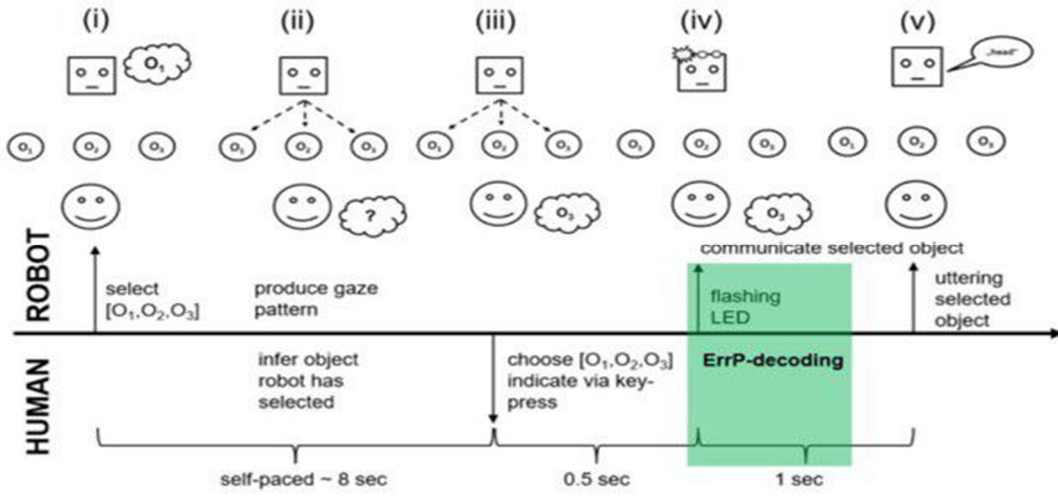 (i) (ii) (iii) (iv) (v)
O₁ „head"
O₁ O₂ O₃ O₁ O₂ O₃ O₁ O₂ O₃ O₁ O₂ O₃ O₁ O₂ O₃
? O₃ O₃
communicate selected object
ROBOT
select
[O₁,O₂,O₃]
produce gaze
pattern
flashing
LED
uttering
selected
object
HUMAN
infer object
robot has
selected
choose [O₁,O₂,O₃]
indicate via key-
press
ErrP-decoding
self-paced ~ 8 sec
0.5 sec
1 sec